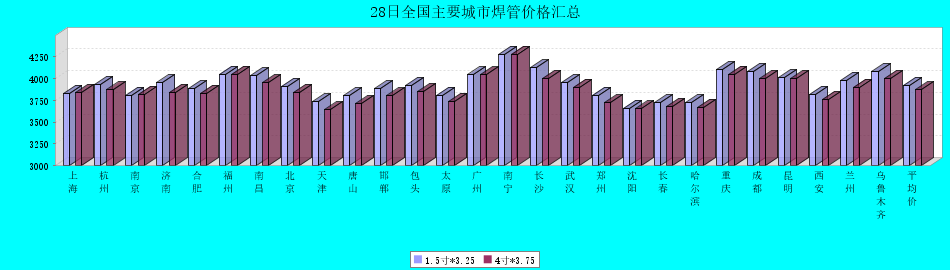 28日全国主要城市焊管价格汇总
4250
4000
3750
3500
3250
3000
上海
杭州
南京
济南
合肥
福州
南昌
北京
天津
唐山
邯郸
包头
太原
广州
南宁
长沙
武汉
郑州
沈阳
长春
哈尔滨
重庆
成都
昆明
西安
兰州
乌鲁木齐
平均价
1.5寸*3.25
4寸*3.75